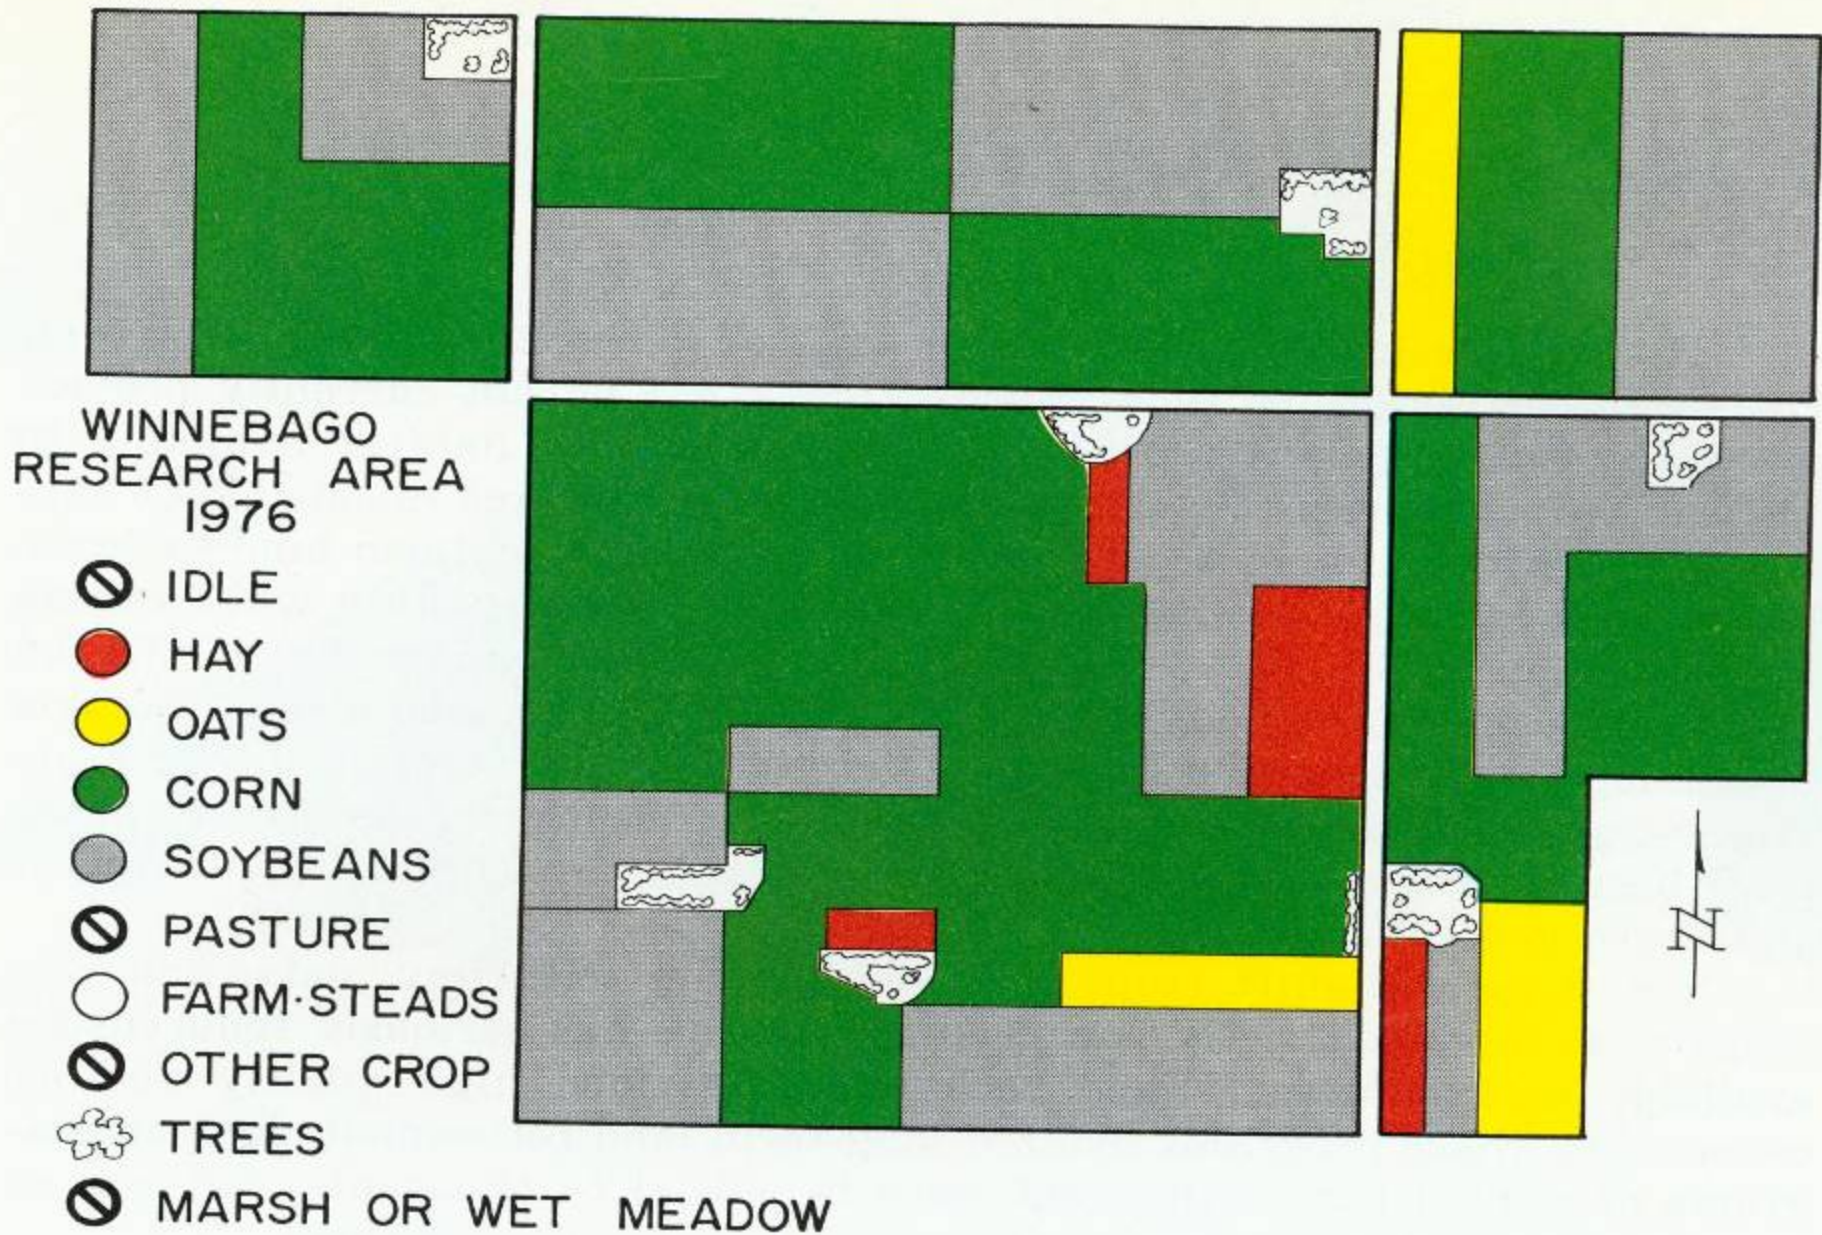 WINNEBAGO
RESEARCH AREA
1976
IDLE
HAY
OATS
CORN
SOYBEANS
PASTURE
FARM·STEADS
OTHER CROP
TREES
MARSH OR WET MEADOW
N